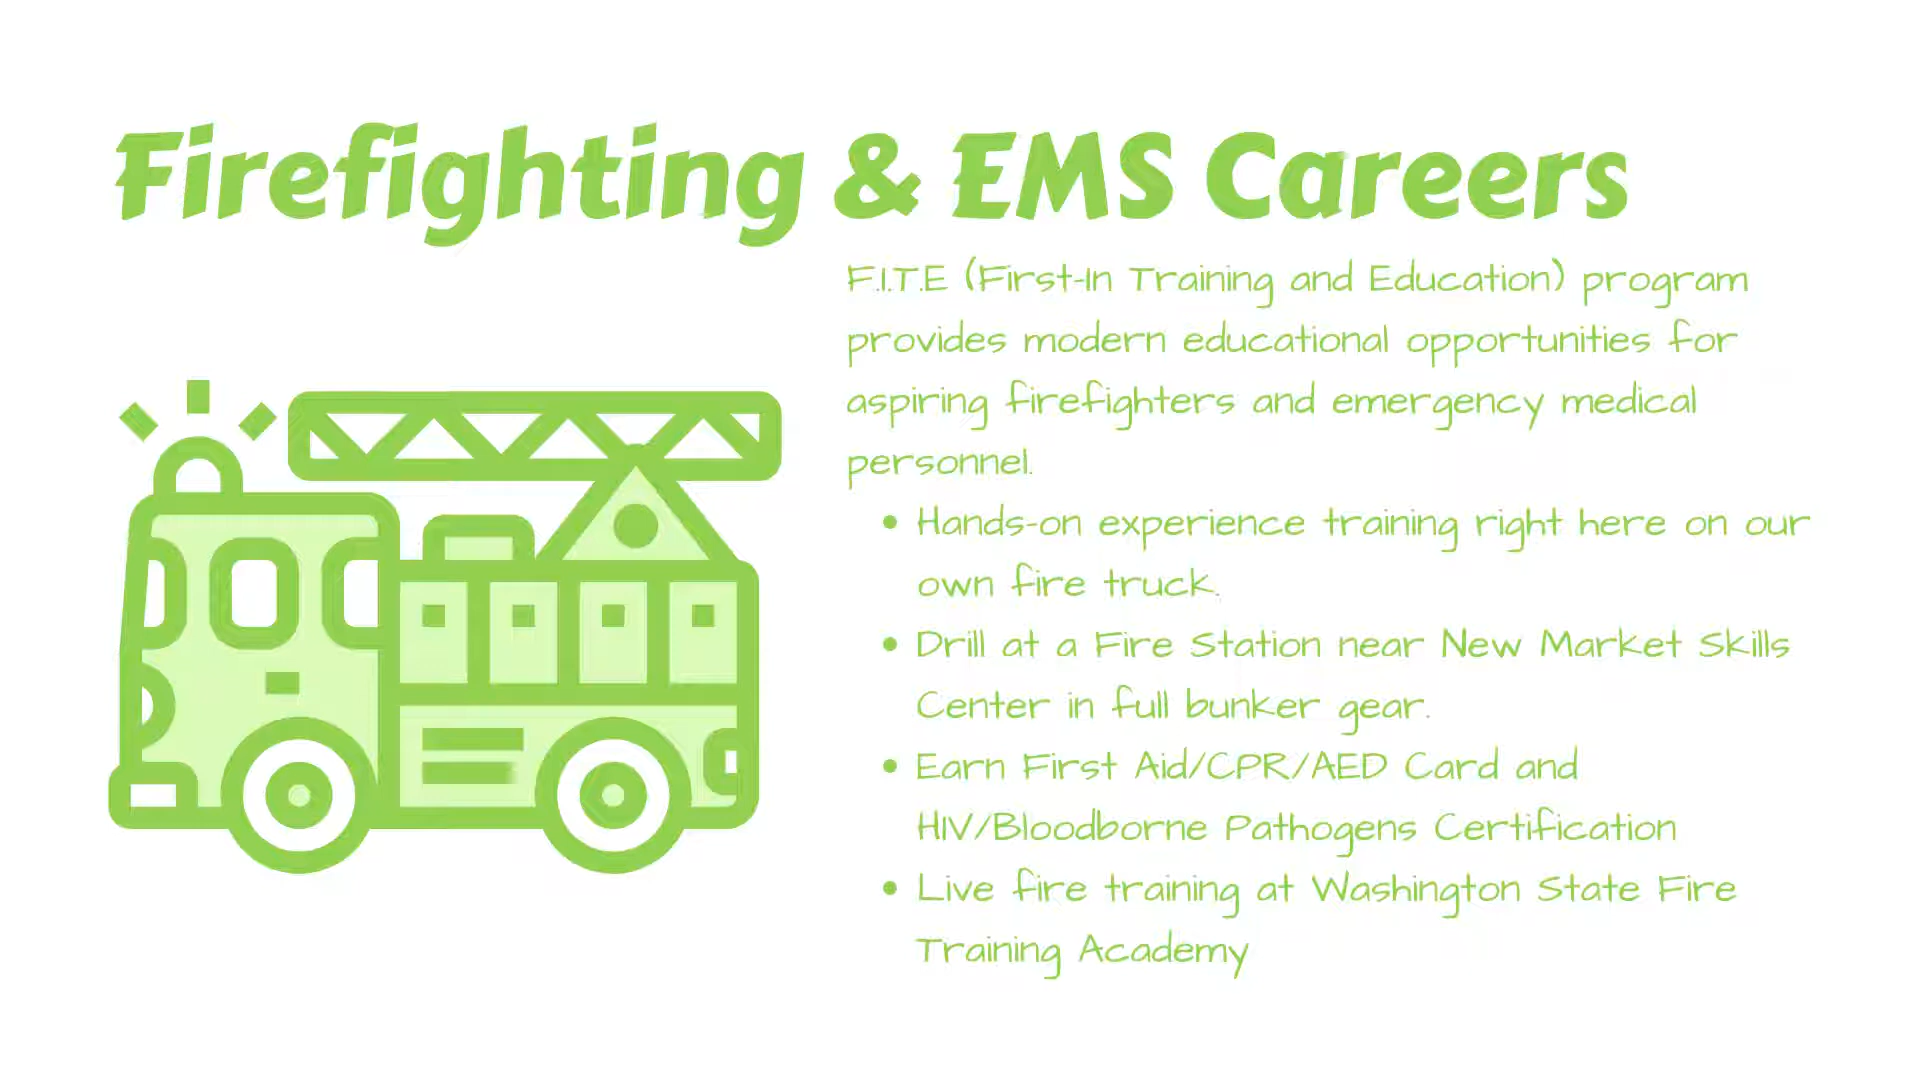 Firefighting & EMS Careers
F.I.T.E (First-In Training and Education) program
provides modern educational opportunities for
aspiring firefighters and emergency medical
personnel.
• Hands-on experience training right here on our
own fire truck.
• Drill at a Fire Station near New Market Skills
Center in full bunker gear.
• Earn First Aid/CPR/AED Card and
HIV/Bloodborne Pathogens Certification
• Live fire training at Washington State Fire
Training Academy